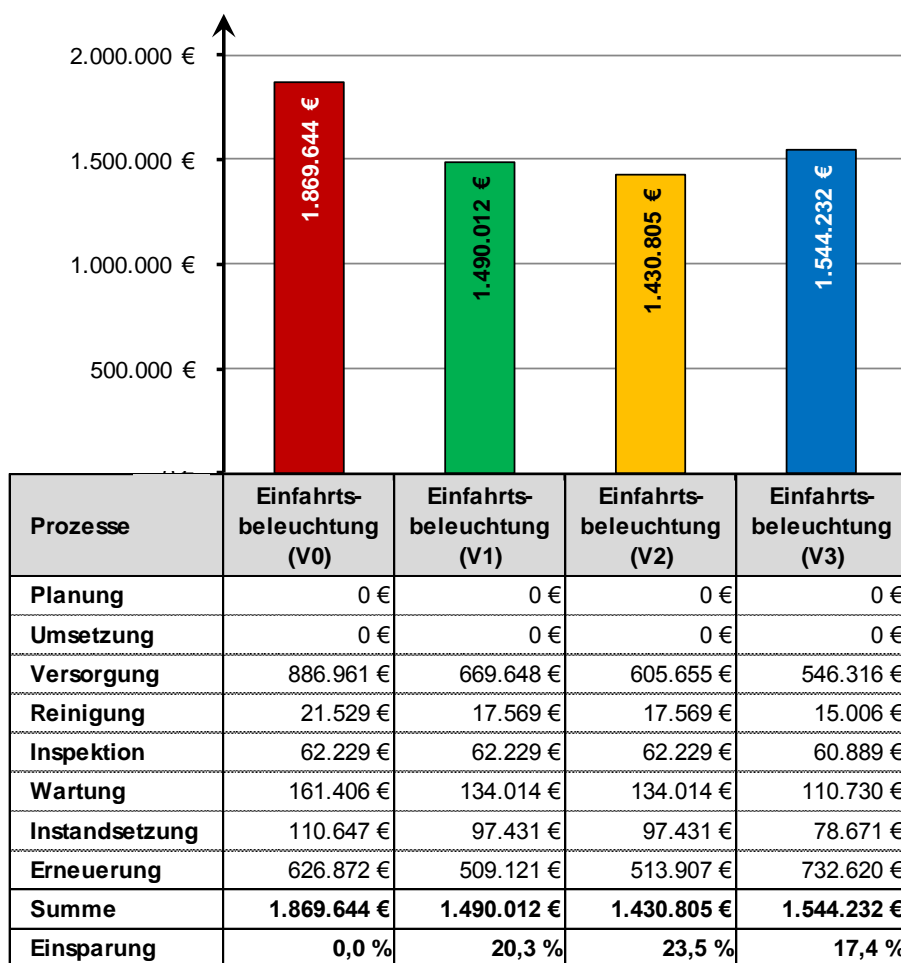 2.000.000 €
1.500.000 €
1.000.000 €
500.000 €
1.869.644 €
1.490.012 €
1.430.805 €
1.544.232 €
Prozesse
Einfahrts-
beleuchtung
(V0)
Einfahrts-
beleuchtung
(V1)
Einfahrts-
beleuchtung
(V2)
Einfahrts-
beleuchtung
(V3)
Planung 0 € 0 € 0 € 0 €
Umsetzung 0 € 0 € 0 € 0 €
Versorgung 886.961 € 669.648 € 605.655 € 546.316 €
Reinigung 21.529 € 17.569 € 17.569 € 15.006 €
Inspektion 62.229 € 62.229 € 62.229 € 60.889 €
Wartung 161.406 € 134.014 € 134.014 € 110.730 €
Instandsetzung 110.647 € 97.431 € 97.431 € 78.671 €
Erneuerung 626.872 € 509.121 € 513.907 € 732.620 €
Summe 1.869.644 € 1.490.012 € 1.430.805 € 1.544.232 €
Einsparung 0,0 % 20,3 % 23,5 % 17,4 %